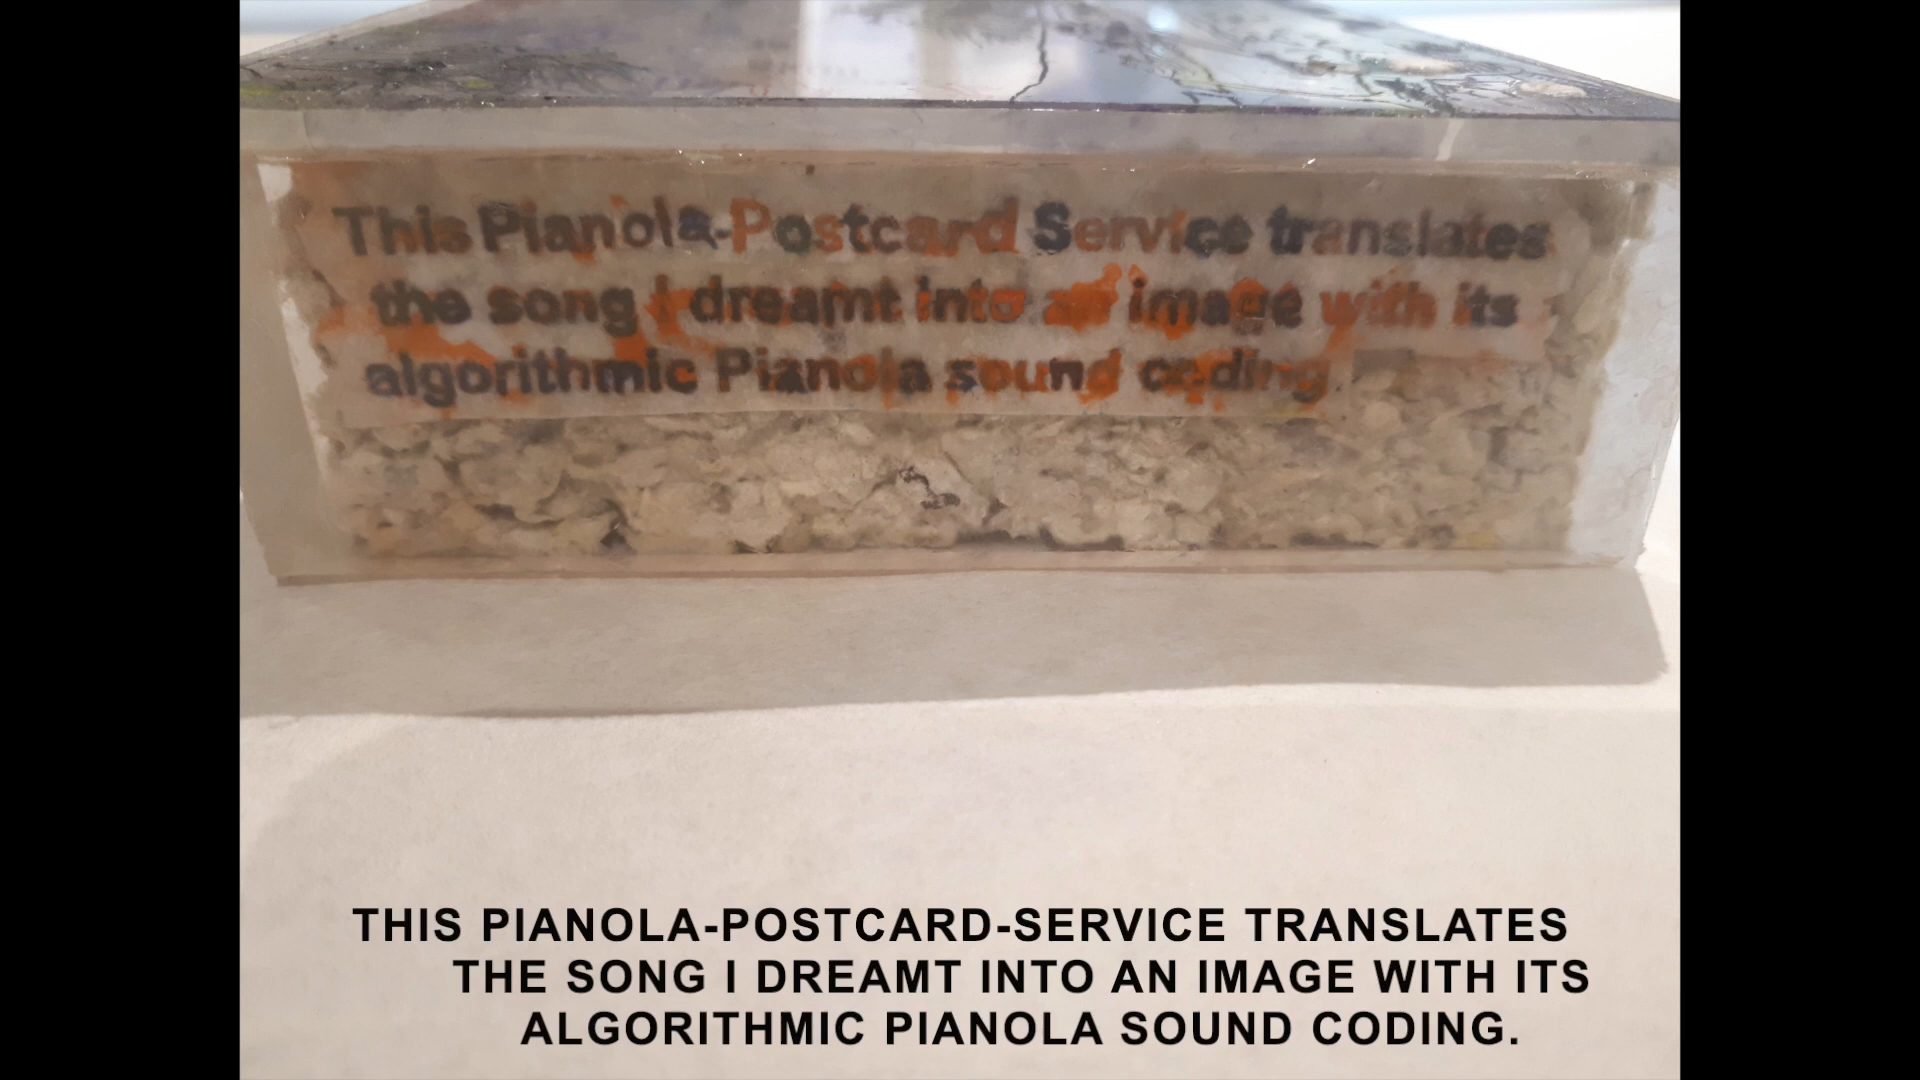 This Pianola-Postcard Service translates
the song I dreamt into an image with its
algorithmic Pianola sound coding.
THIS PIANOLA-POSTCARD-SERVICE TRANSLATES
THE SONG I DREAMT INTO AN IMAGE WITH ITS
ALGORITHMIC PIANOLA SOUND CODING.